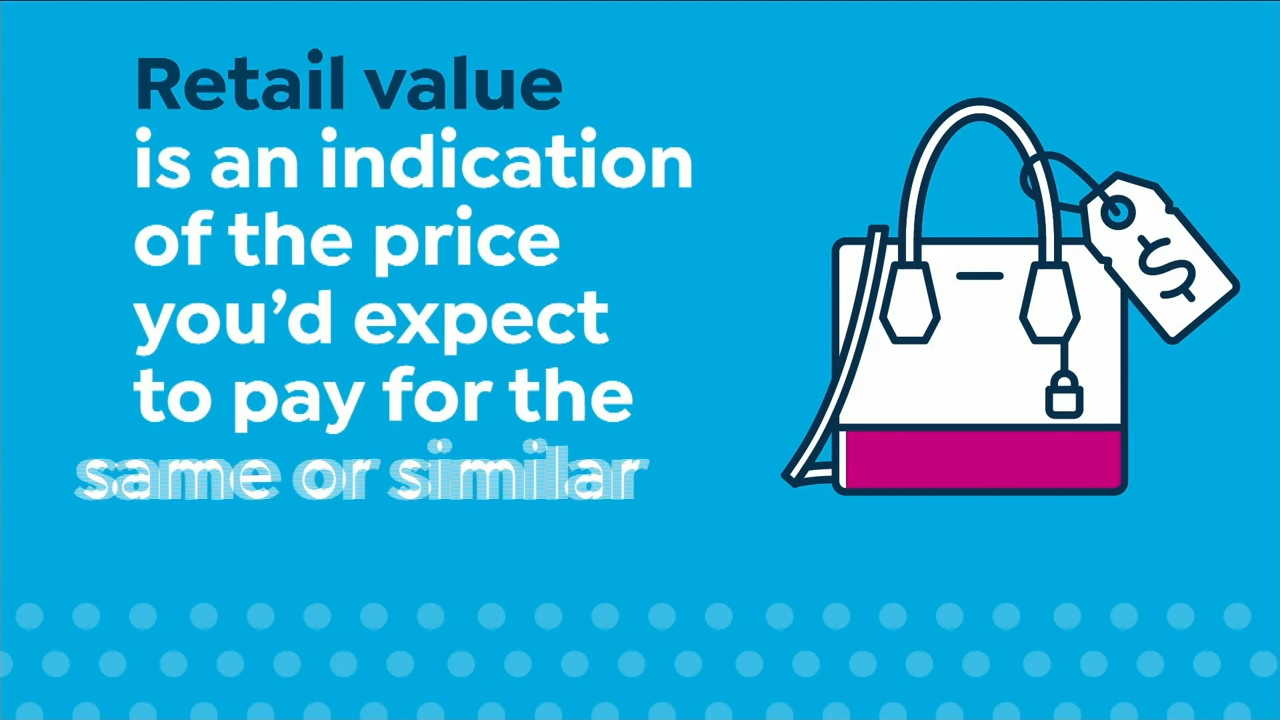 Retail value
is an indication
of the price
you’d expect
to pay for the
same or similar
$